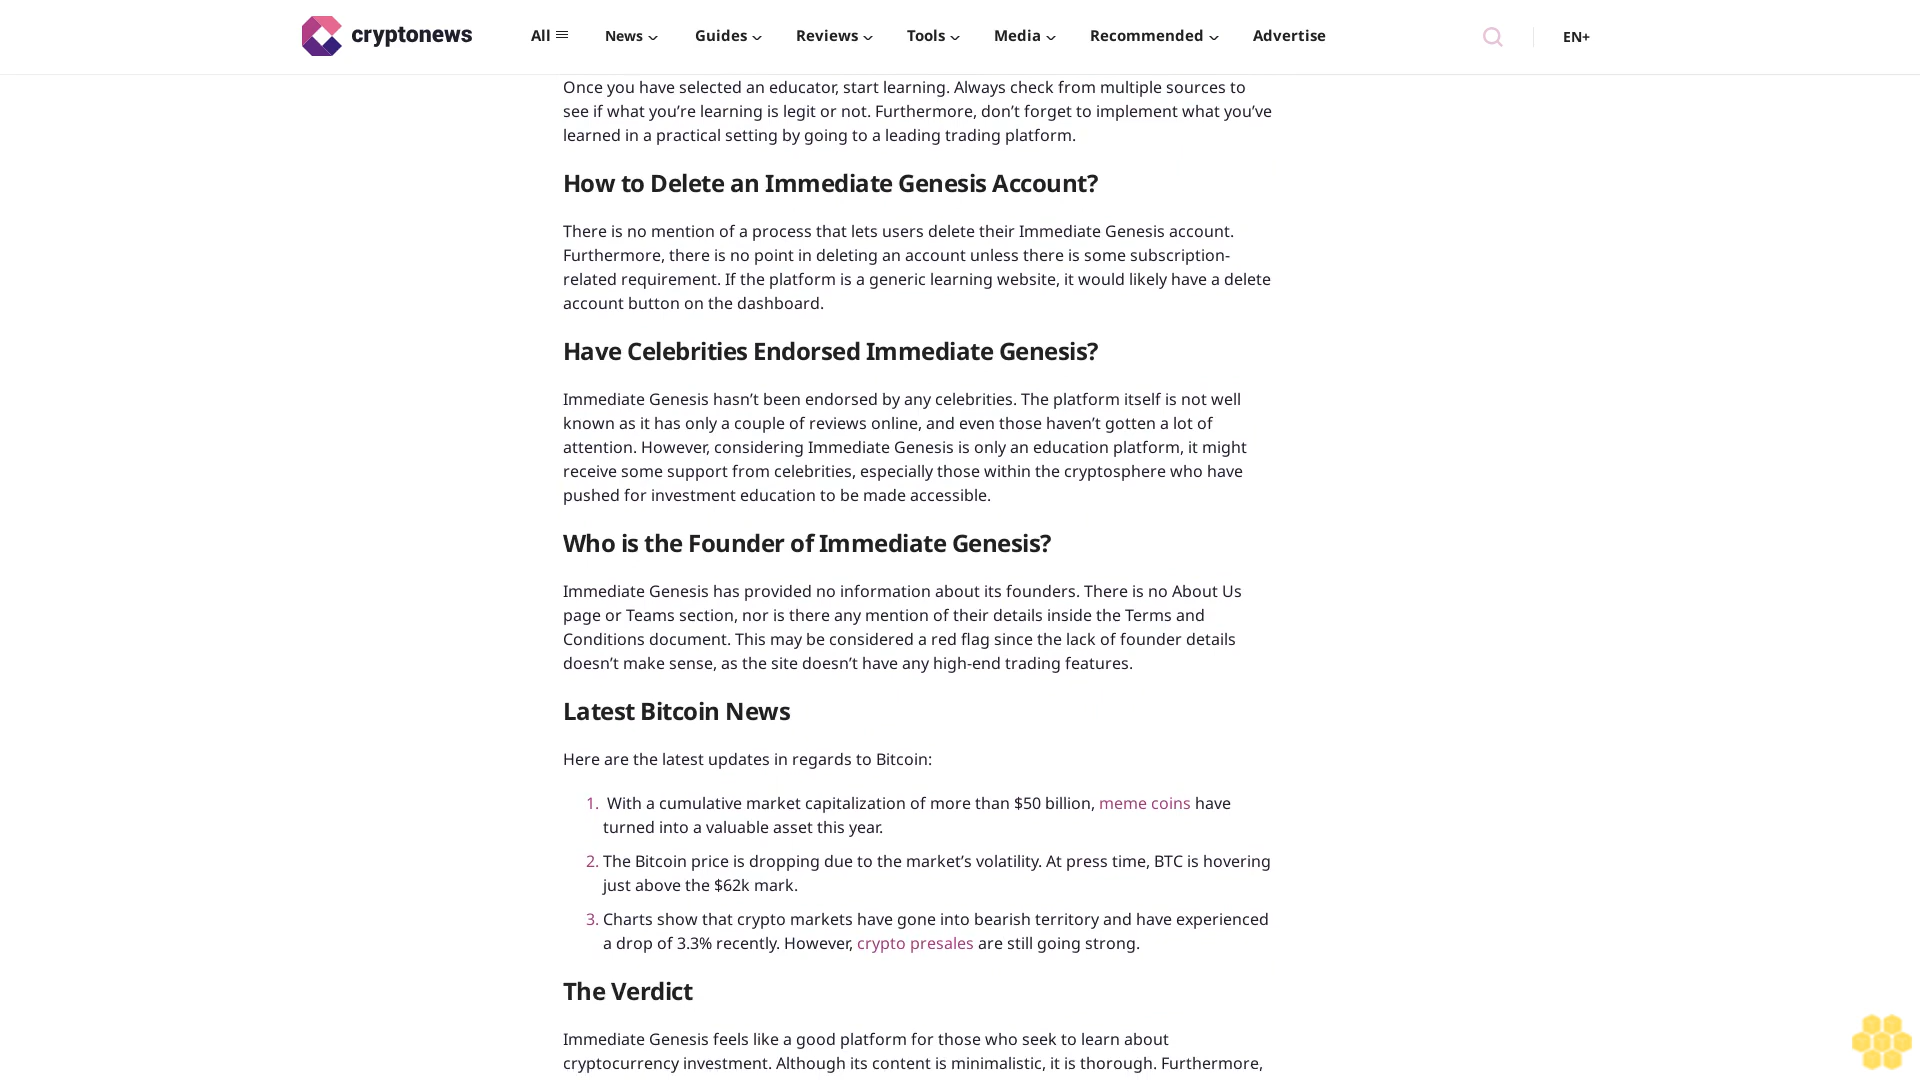 cryptonews
All News Guides Reviews Tools Media Recommended Advertise EN+
Once you have selected an educator, start learning. Always check from multiple sources to
see if what you’re learning is legit or not. Furthermore, don’t forget to implement what you’ve
learned in a practical setting by going to a leading trading platform.
How to Delete an Immediate Genesis Account?
There is no mention of a process that lets users delete their Immediate Genesis account.
Furthermore, there is no point in deleting an account unless there is some subscription-
related requirement. If the platform is a generic learning website, it would likely have a delete
account button on the dashboard.
Have Celebrities Endorsed Immediate Genesis?
Immediate Genesis hasn’t been endorsed by any celebrities. The platform itself is not well
known as it has only a couple of reviews online, and even those haven’t gotten a lot of
attention. However, considering Immediate Genesis is only an education platform, it might
receive some support from celebrities, especially those within the cryptosphere who have
pushed for investment education to be made accessible.
Who is the Founder of Immediate Genesis?
Immediate Genesis has provided no information about its founders. There is no About Us
page or Teams section, nor is there any mention of their details inside the Terms and
Conditions document. This may be considered a red flag since the lack of founder details
doesn’t make sense, as the site doesn’t have any high-end trading features.
Latest Bitcoin News
Here are the latest updates in regards to Bitcoin:
1. With a cumulative market capitalization of more than $50 billion, meme coins have
turned into a valuable asset this year.
2. The Bitcoin price is dropping due to the market’s volatility. At press time, BTC is hovering
just above the $62k mark.
3. Charts show that crypto markets have gone into bearish territory and have experienced
a drop of 3.3% recently. However, crypto presales are still going strong.
The Verdict
Immediate Genesis feels like a good platform for those who seek to learn about
cryptocurrency investment. Although its content is minimalistic, it is thorough. Furthermore,